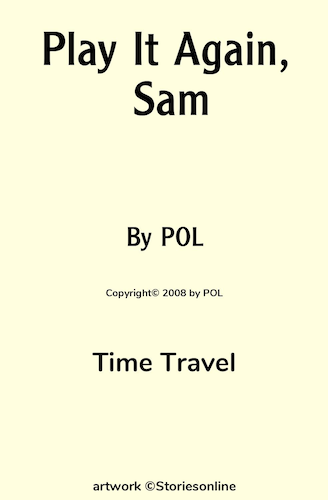 Play It Again,
Sam
By POL
Copyright© 2008 by POL
Time Travel
artwork ©Storiesonline